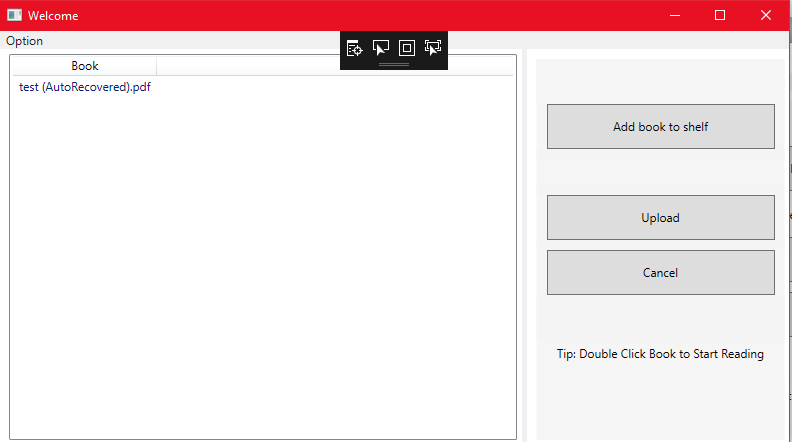 Welcome
Option
Book
test (AutoRecovered).pdf
Add book to shelf
Upload
Cancel
Tip: Double Click Book to Start Reading